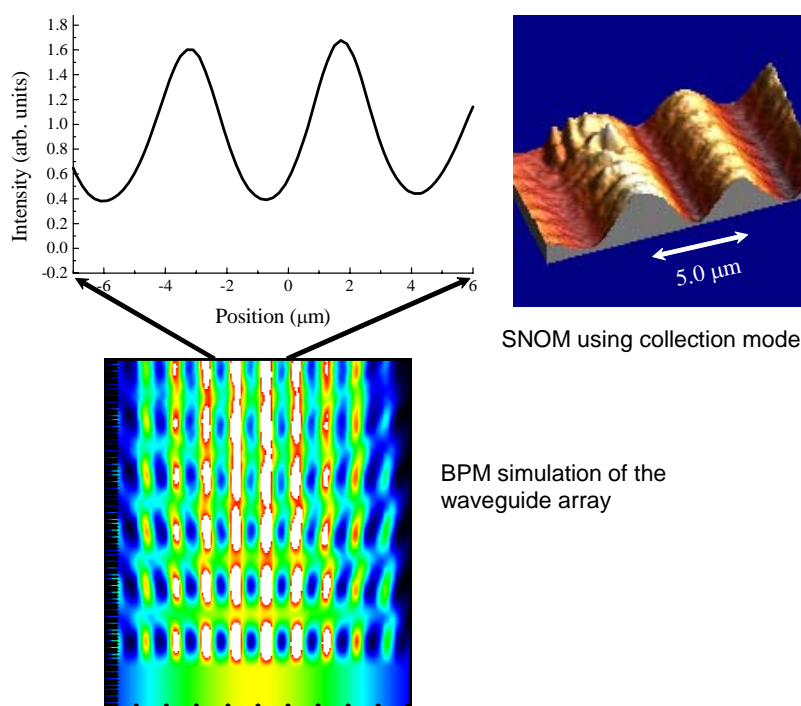 1.8
1.6
1.4
1.2
1.0
0.8
0.6
0.4
0.2
0.0
-0.2
Intensity (arb. units)
-6 -4 -2 0 2 4 6
Position (μm)
5.0 μm
SNOM using collection mode
BPM simulation of the
waveguide array